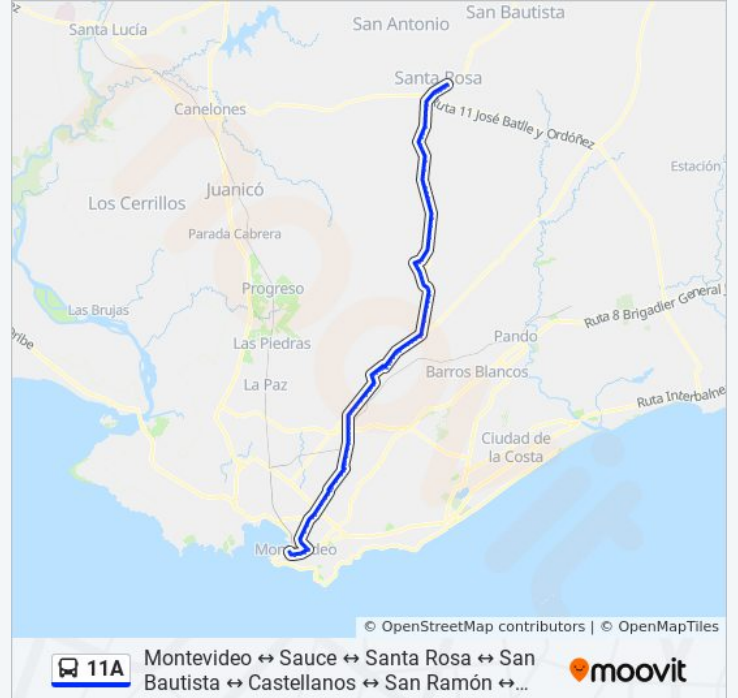 San Bautista
San Antonio
Santa Lucía
Santa Rosa
Canelones
Ruta 11 José Batlle y Ordóñez
Estación
Juanicó
Los Cerrillos
Parada Cabrera
Progreso
Ruta 8 Brigadier General
Las Brujas
Pando
Las Piedras
Barros Blancos
La Paz
Ruta Interbalne
Ciudad de
la Costa
© OpenStreetMap contributors | © OpenMapTiles
11A
Montevideo ↔ Sauce ↔ Santa Rosa ↔ San
Bautista ↔ Castellanos ↔ San Ramón ↔...
moovit